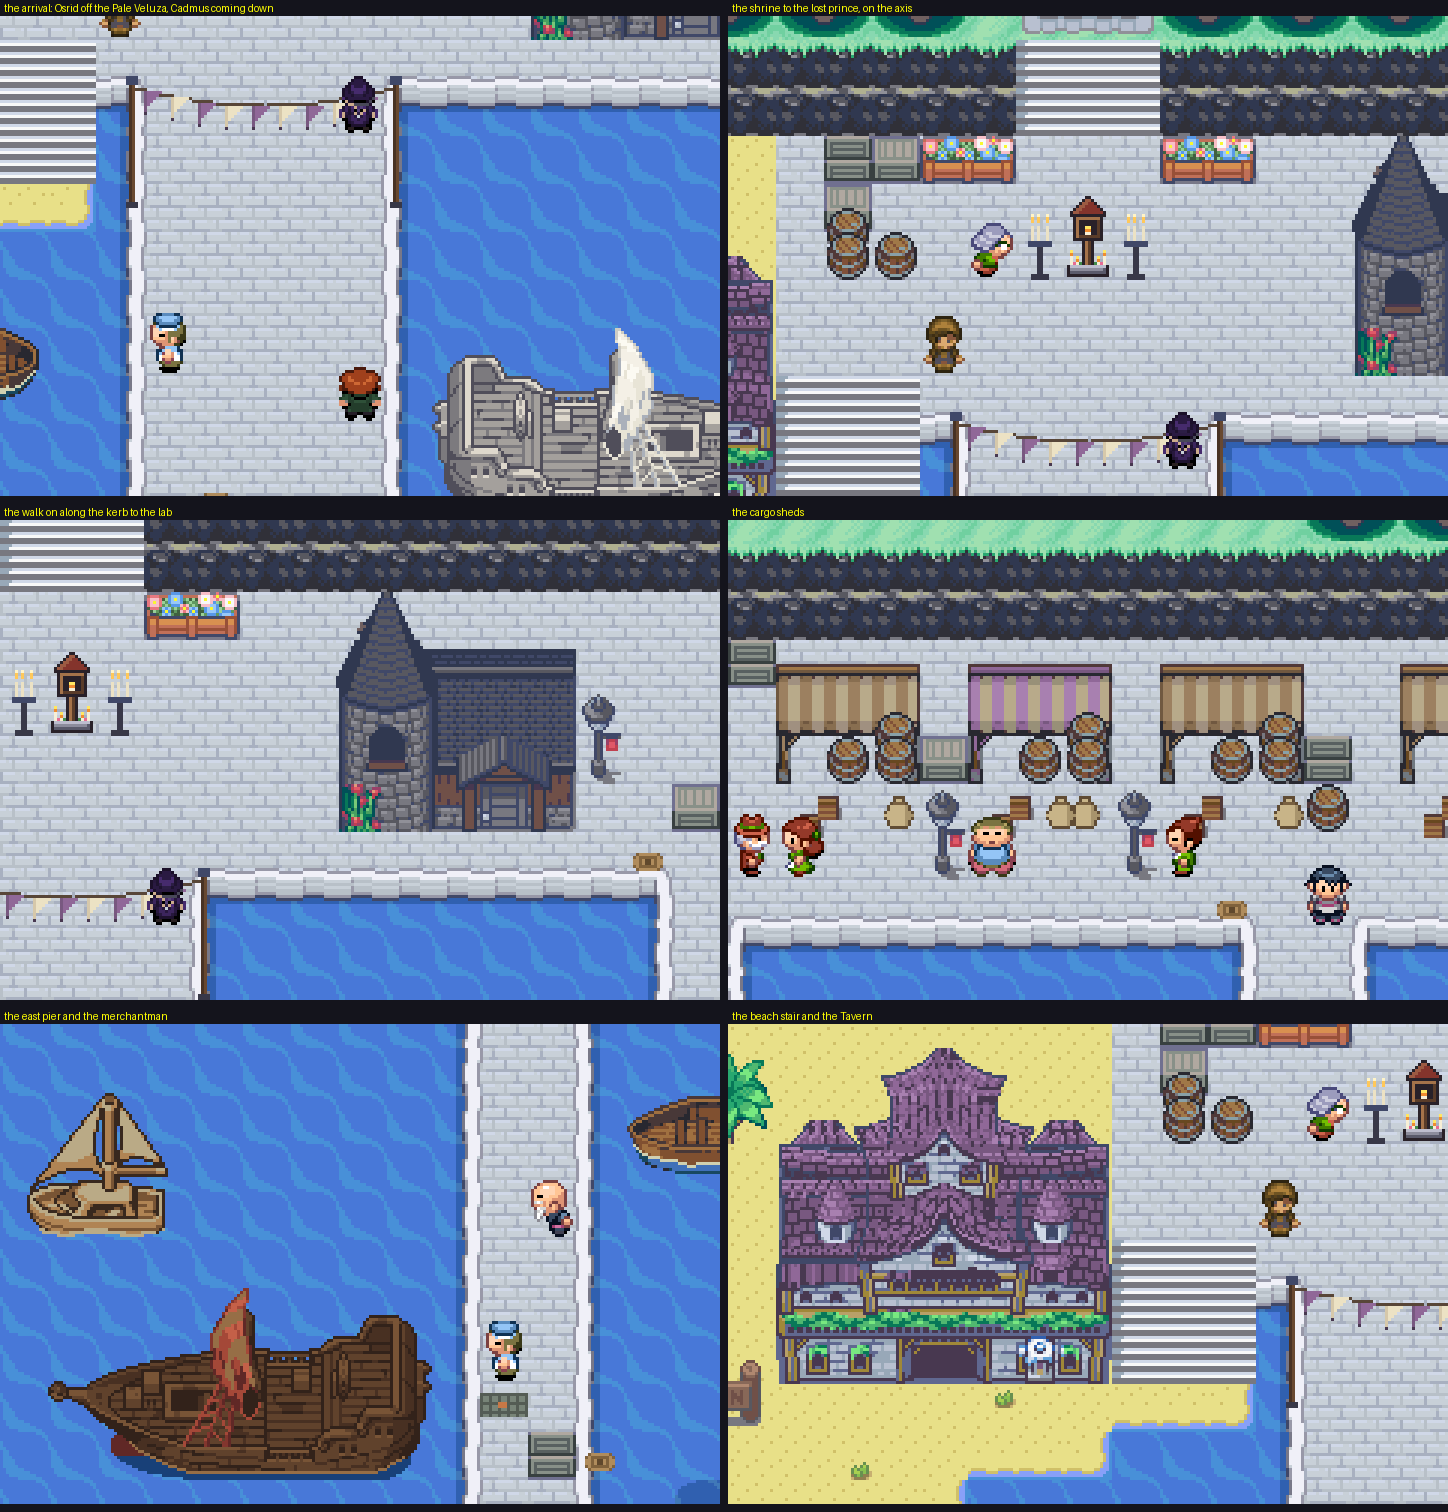 the arrival: Osrid off the Pale Veluza, Cadmus coming down
the shrine to the lost prince, on the axis
the walk on along the kerb to the lab
the cargo sheds
the east pier and the merchantman
the beach stair and the Tavern
N